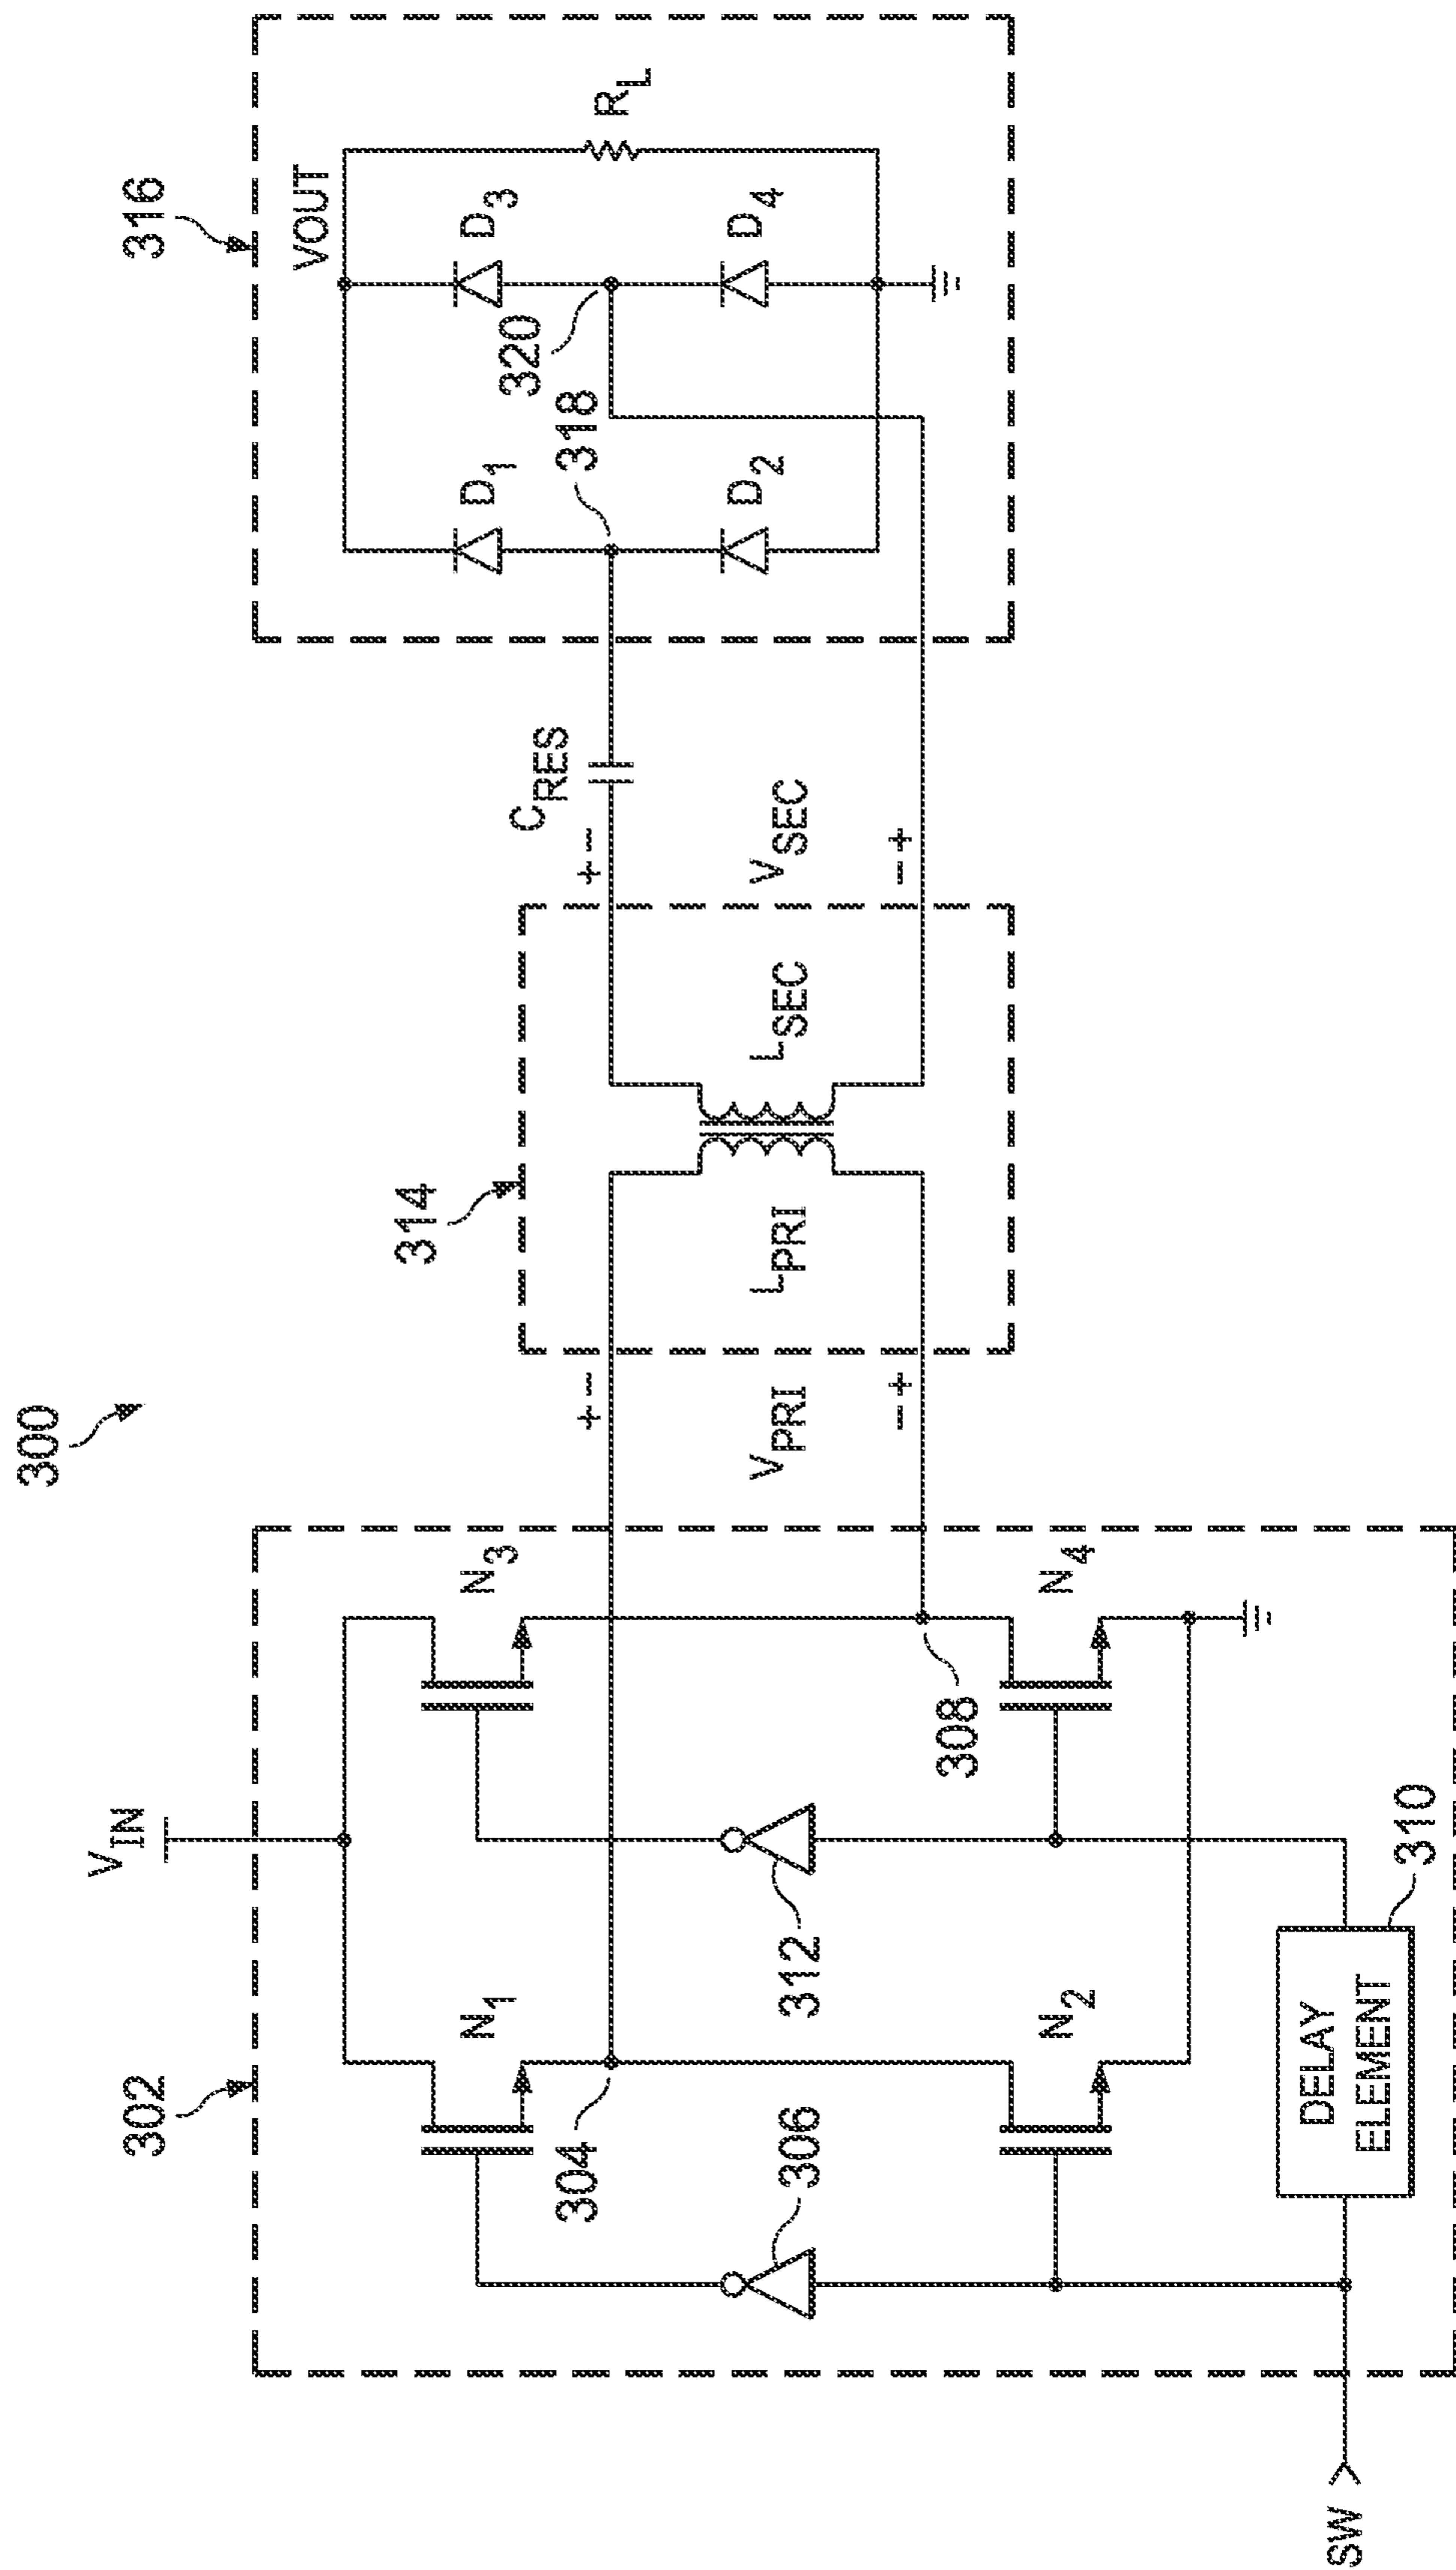 300
302
V_IN
N_1
N_3
304
306
312
308
N_2
N_4
DELAY
ELEMENT
310
SW
314
+ −
V_PRI
− +
L_PRI
L_SEC
+ −
V_SEC
− +
C_RES
316
VOUT
D_1
D_3
318
320
D_2
D_4
R_L